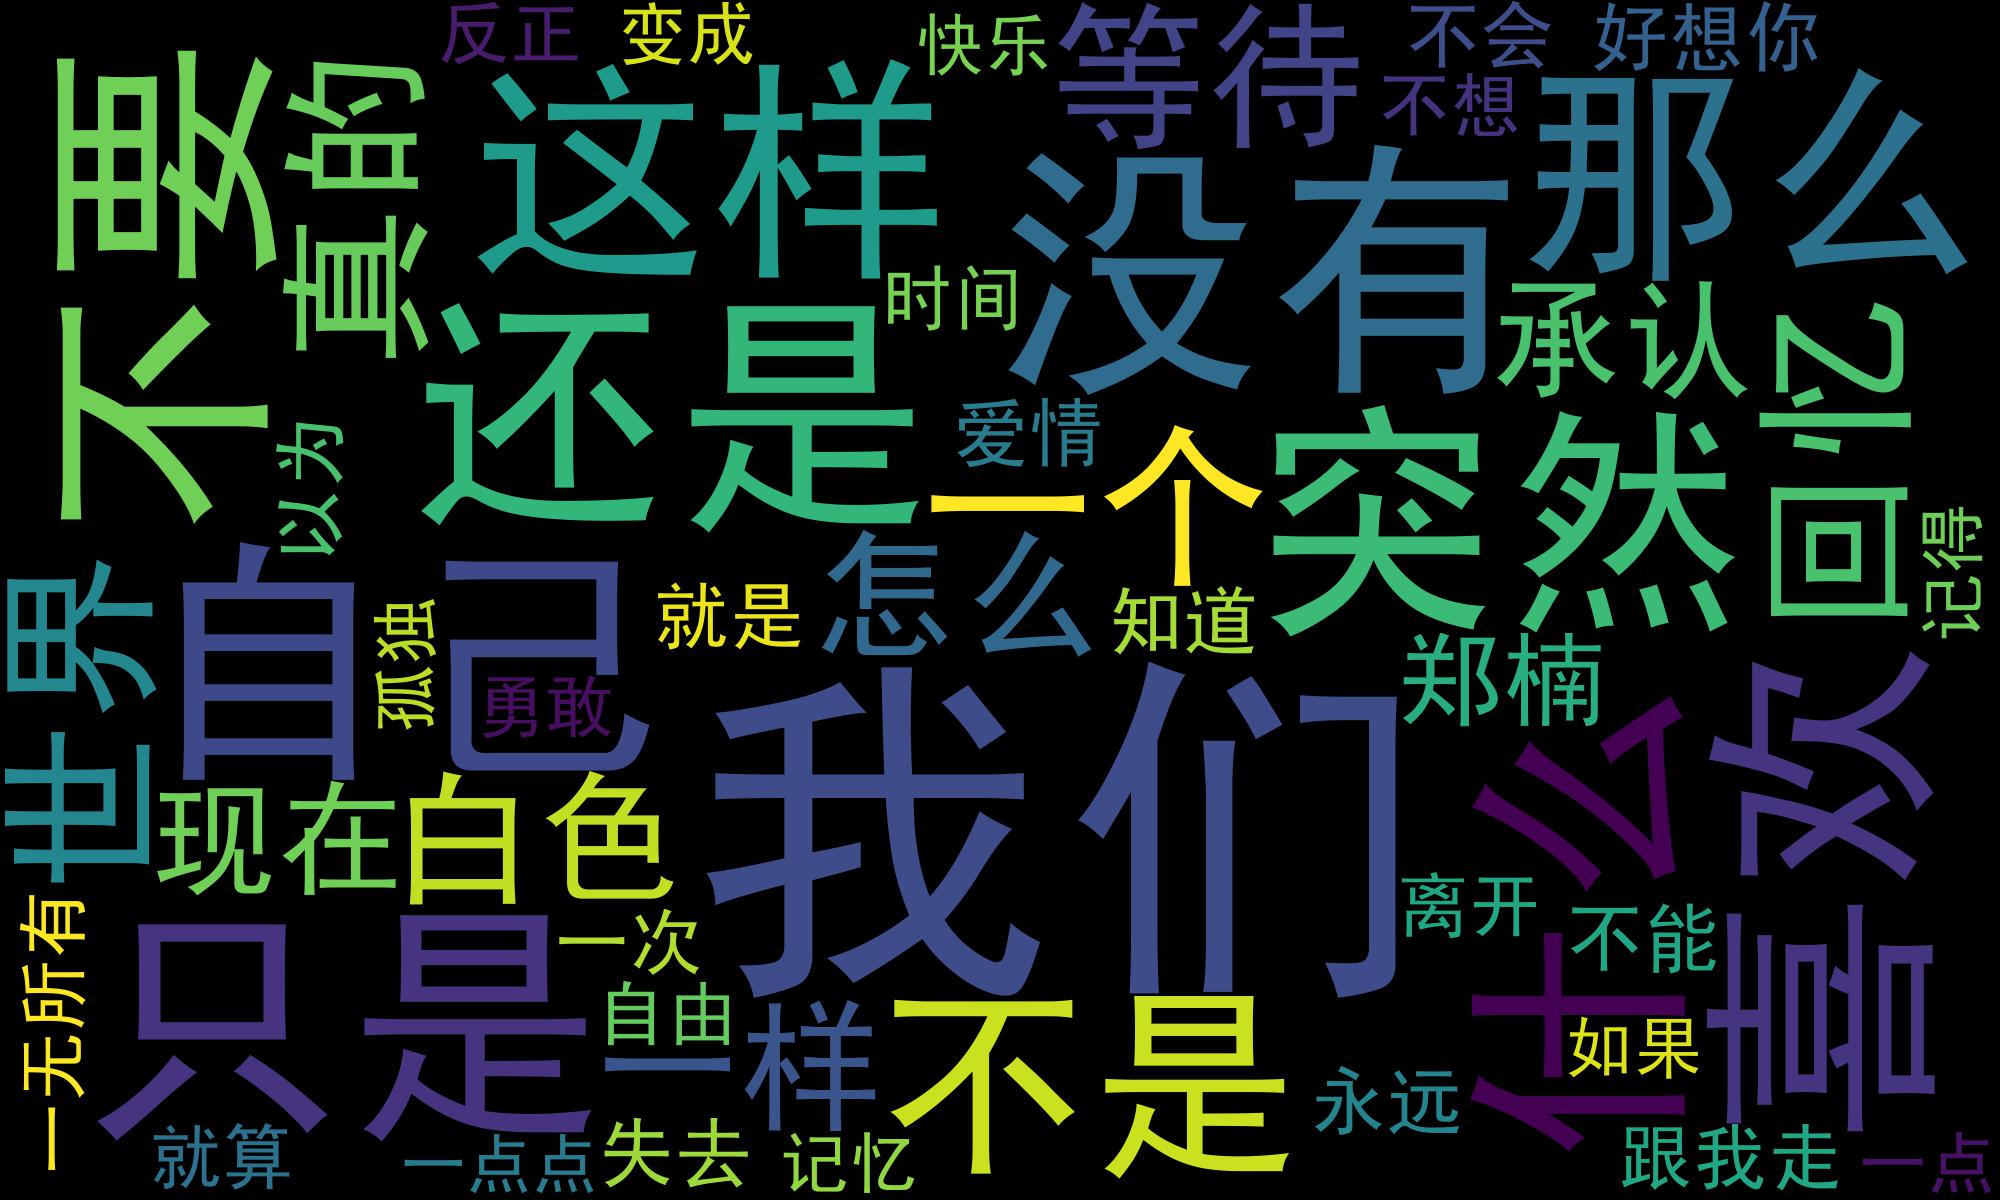 反正
变成
快乐
等待
不会
好想你
不想
不要
真的
这样
没有
那么
时间
还是
承认
回忆
以为
爱情
一个
突然
记得
世界
自己
孤独
就是
怎么
知道
勇敢
我们
郑楠
什么
喜欢
现在
白色
离开
不能
一无所有
只是
一次
自由
一样
不是
如果
永远
就算
一点点
失去
记忆
跟我走
一点